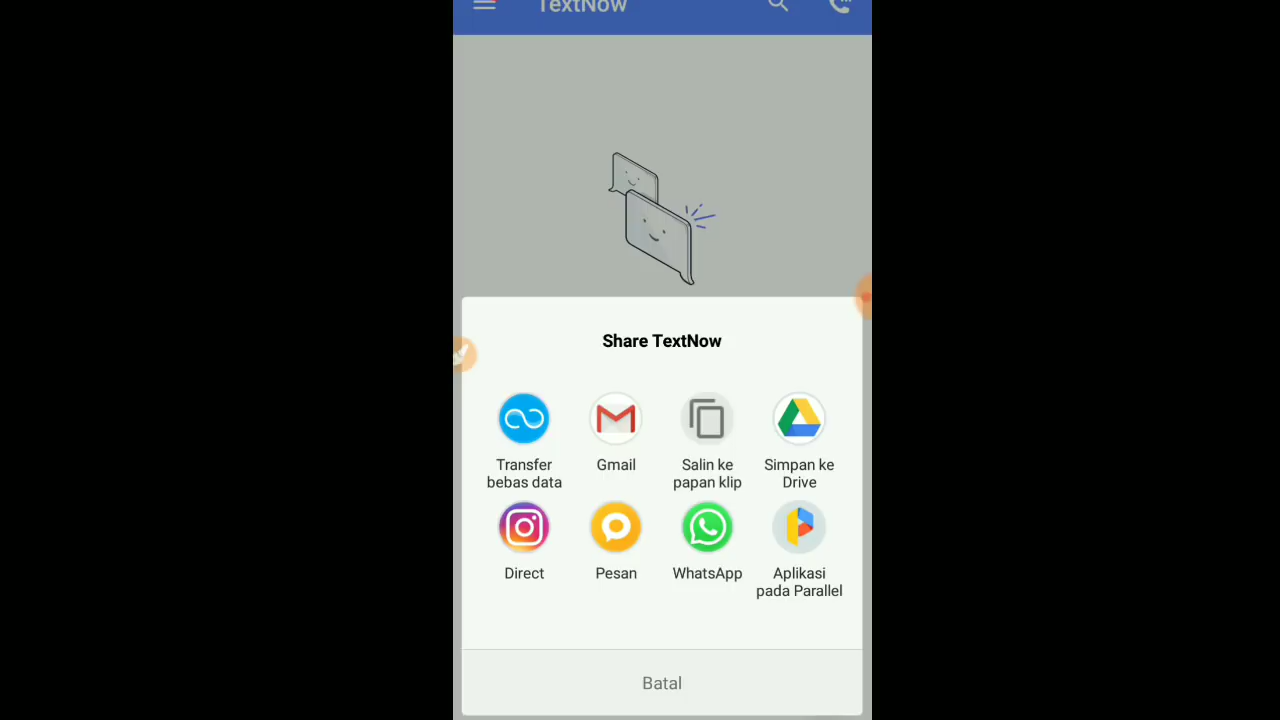 TextNow
Share TextNow
Transfer
bebas data
Gmail
Salin ke
papan klip
Simpan ke
Drive
Direct
Pesan
WhatsApp
Aplikasi
pada Parallel
Batal